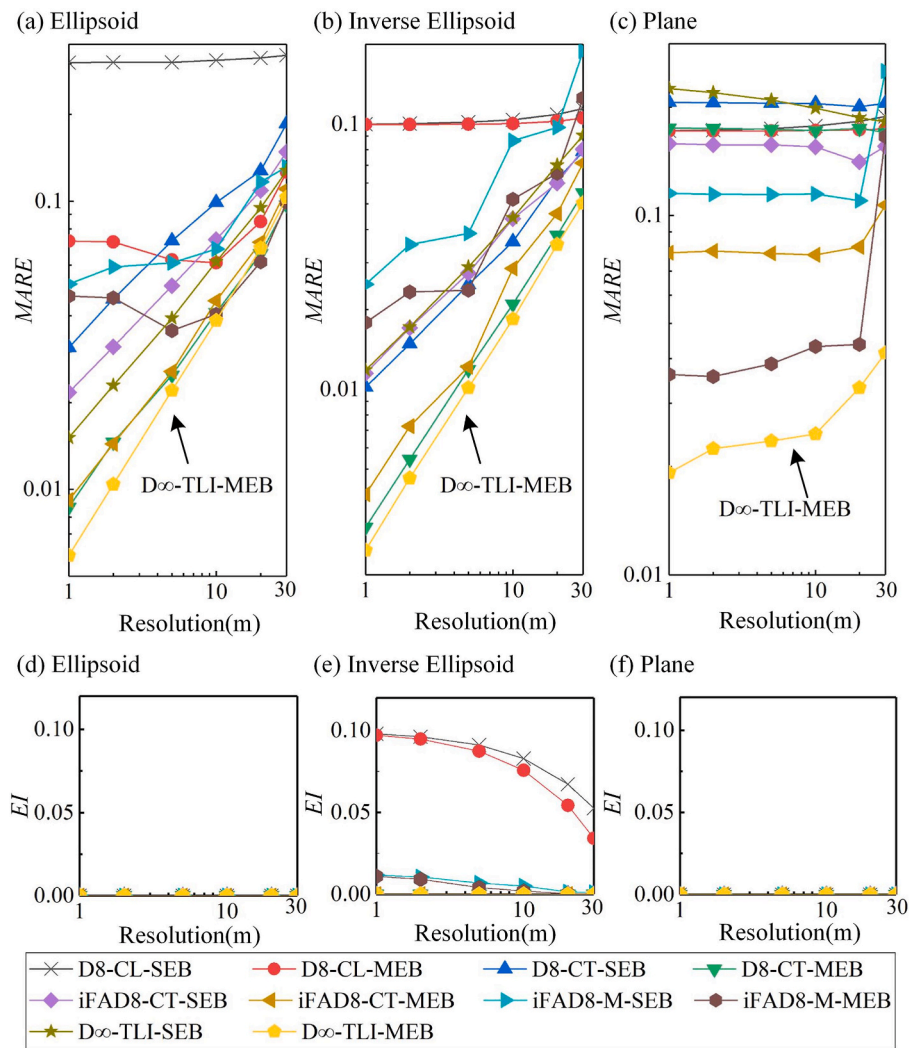 (a) Ellipsoid
(b) Inverse Ellipsoid
(c) Plane
MARE
0.1
0.01
D∞-TLI-MEB
1
10
30
Resolution(m)
MARE
0.1
0.01
D∞-TLI-MEB
1
10
30
Resolution(m)
MARE
0.1
0.01
D∞-TLI-MEB
1
10
30
Resolution(m)
(d) Ellipsoid
(e) Inverse Ellipsoid
(f) Plane
EI
0.10
0.05
0.00
1
10
30
Resolution(m)
EI
0.10
0.05
0.00
1
10
30
Resolution(m)
EI
0.10
0.05
0.00
1
10
30
Resolution(m)
D8-CL-SEB
D8-CL-MEB
D8-CT-SEB
D8-CT-MEB
iFAD8-CT-SEB
iFAD8-CT-MEB
iFAD8-M-SEB
iFAD8-M-MEB
D∞-TLI-SEB
D∞-TLI-MEB